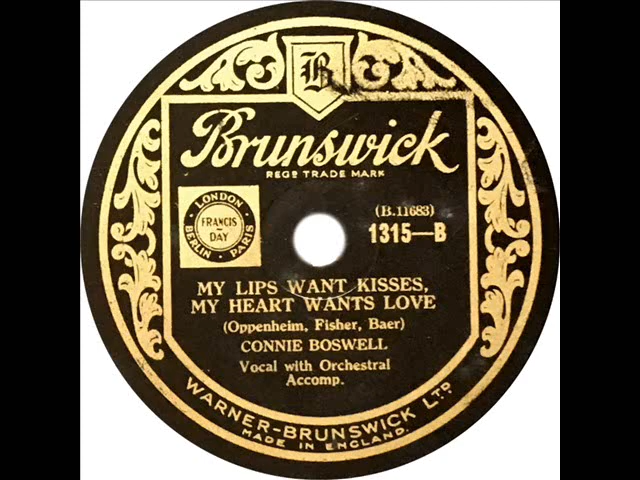 B
Brunswick
REGD TRADE MARK
LONDON
BERLIN
PARIS
FRANCIS
DAY
(B.11683)
1315—B
MY LIPS WANT KISSES,
MY HEART WANTS LOVE
(Oppenheim, Fisher, Baer)
CONNIE BOSWELL
Vocal with Orchestral
Accomp.
WARNER-BRUNSWICK LTD
MADE IN ENGLAND.